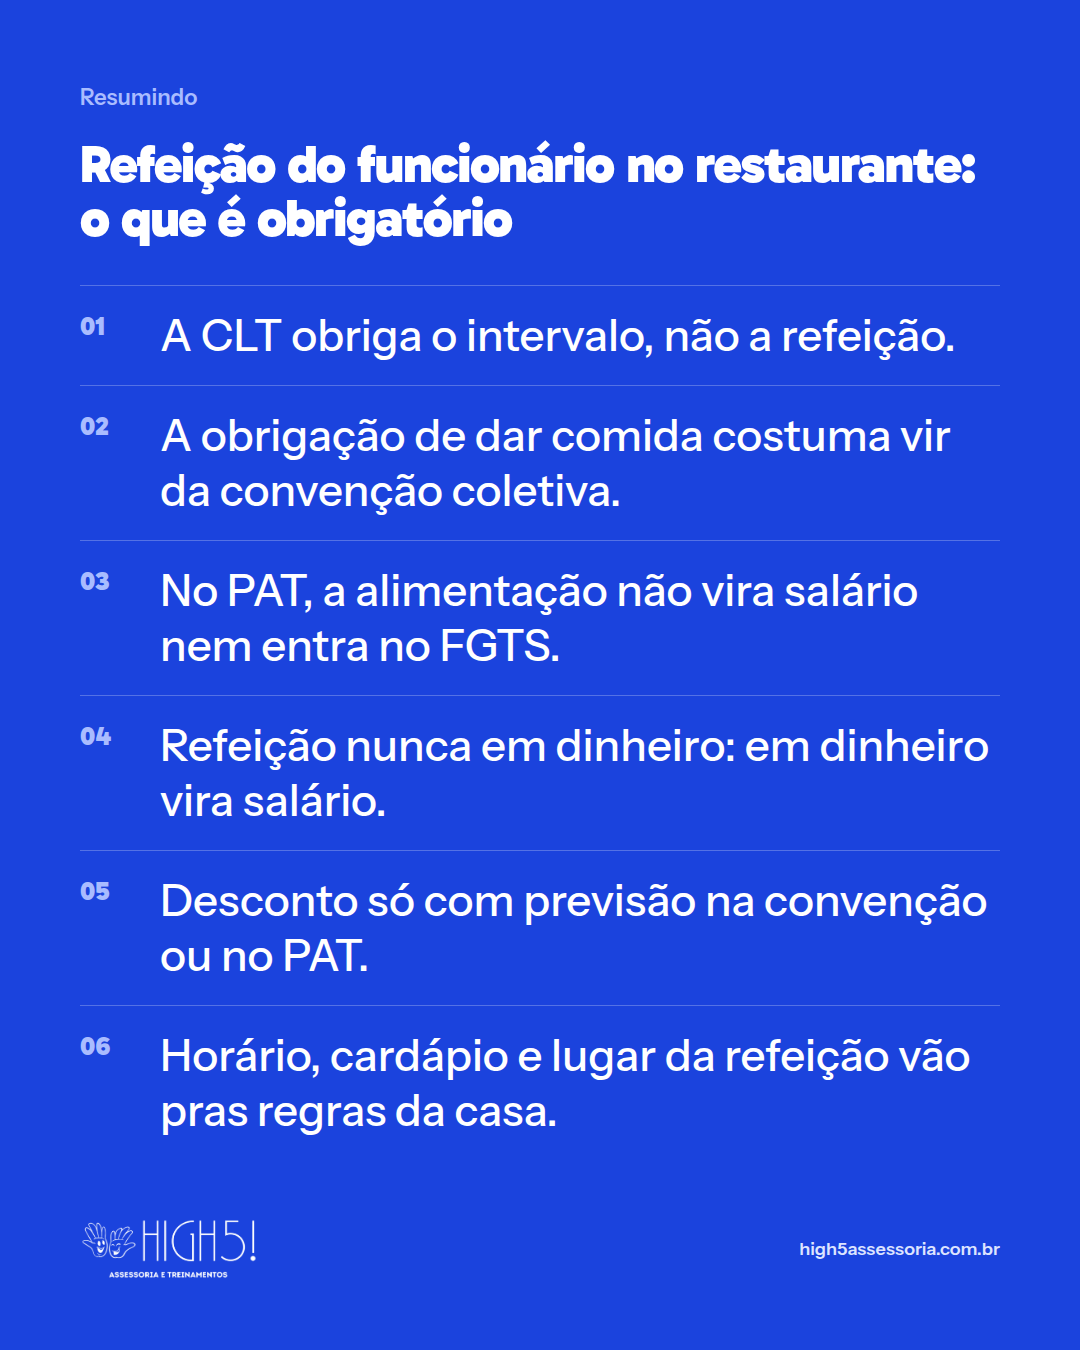 Resumindo
Refeição do funcionário no restaurante:
o que é obrigatório
01 A CLT obriga o intervalo, não a refeição.
02 A obrigação de dar comida costuma vir
da convenção coletiva.
03 No PAT, a alimentação não vira salário
nem entra no FGTS.
04 Refeição nunca em dinheiro: em dinheiro
vira salário.
05 Desconto só com previsão na convenção
ou no PAT.
06 Horário, cardápio e lugar da refeição vão
pras regras da casa.
HIGH5!
ASSESSORIA E TREINAMENTOS
high5assessoria.com.br